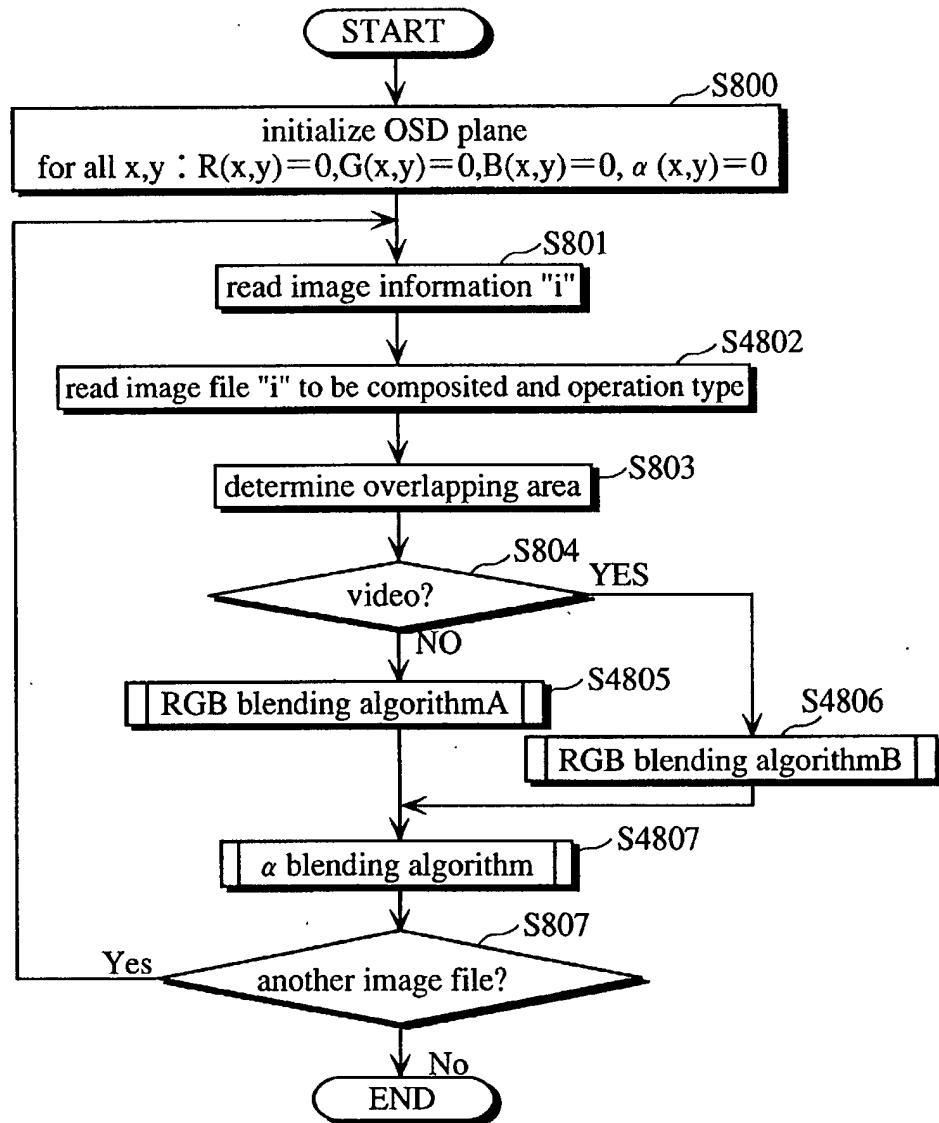 START
S800
initialize OSD plane
for all x,y : R(x,y)=0,G(x,y)=0,B(x,y)=0, α (x,y)=0
S801
read image information "i"
S4802
read image file "i" to be composited and operation type
S803
determine overlapping area
S804
video?
YES
NO
RGB blending algorithmA
S4805
S4806
RGB blending algorithmB
S4807
α blending algorithm
S807
Yes
another image file?
No
END